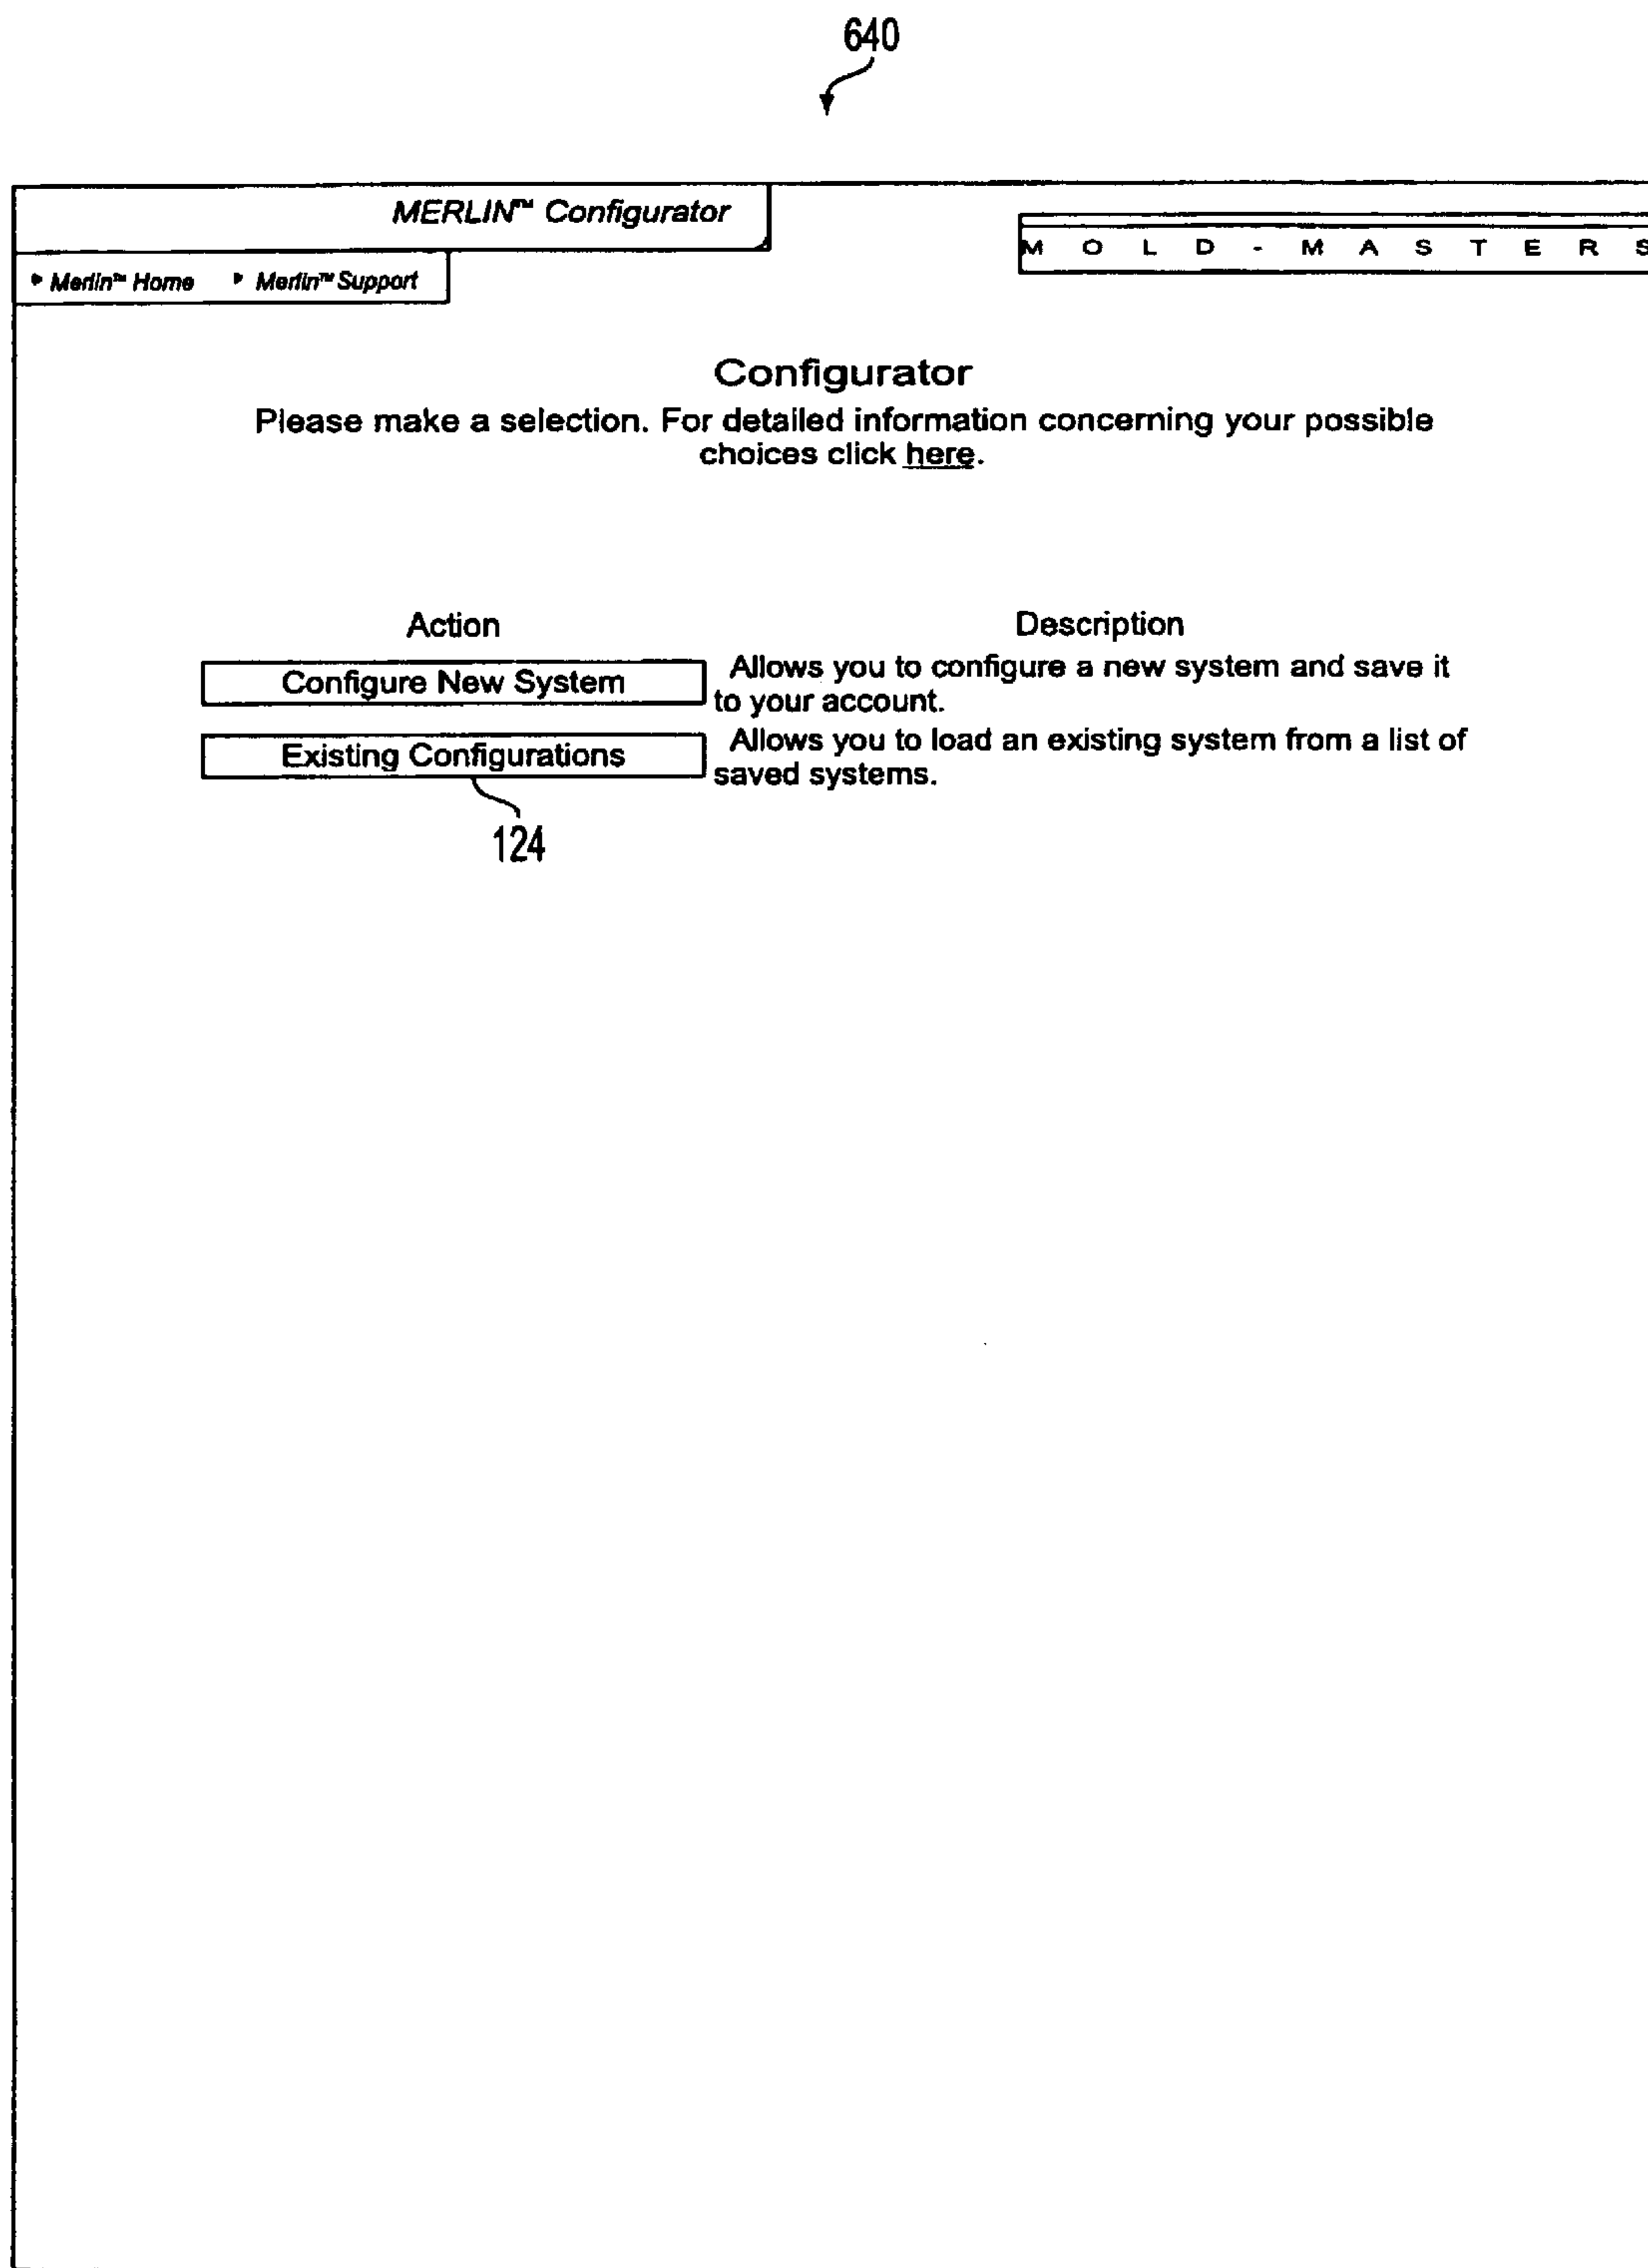 640
MERLIN™ Configurator
M O L D - M A S T E R S
Merlin™ Home Merlin™ Support
Configurator
Please make a selection. For detailed information concerning your possible
choices click here.
Action Description
Configure New System Allows you to configure a new system and save it
to your account.
Existing Configurations Allows you to load an existing system from a list of
saved systems.
124